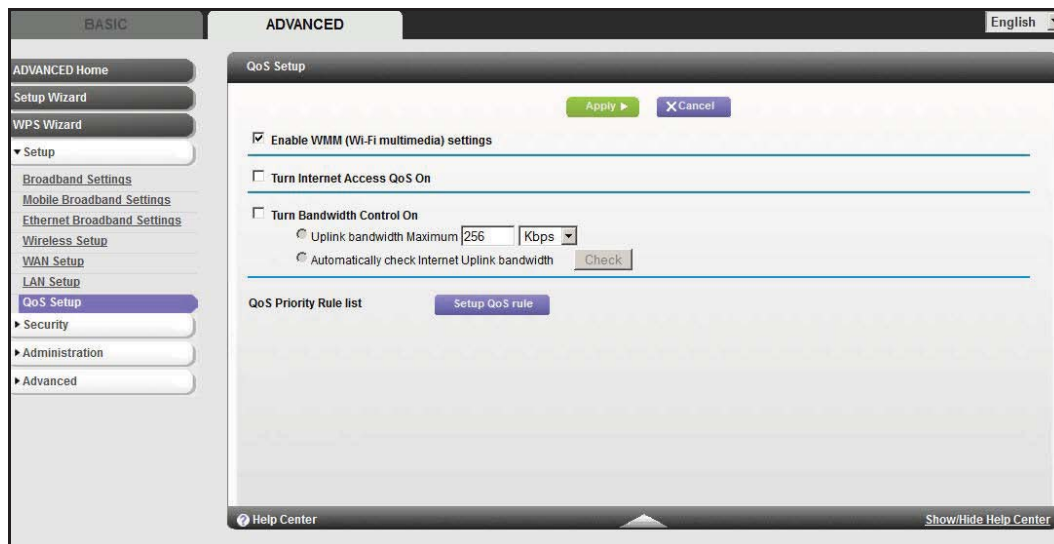 BASIC
ADVANCED
English
ADVANCED Home
Setup Wizard
WPS Wizard
Setup
Broadband Settings
Mobile Broadband Settings
Ethernet Broadband Settings
Wireless Setup
WAN Setup
LAN Setup
QoS Setup
Security
Administration
Advanced
QoS Setup
Apply
Cancel
Enable WMM (Wi-Fi multimedia) settings
Turn Internet Access QoS On
Turn Bandwidth Control On
Uplink bandwidth Maximum 256 Kbps
Automatically check Internet Uplink bandwidth Check
QoS Priority Rule list Setup QoS rule
Help Center
Show/Hide Help Center